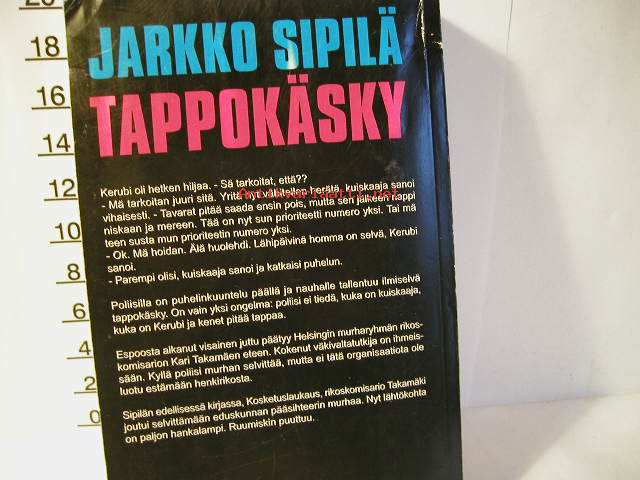 JARKKO SIPILÄ
TAPPOKÄSKY
Kerubi oli hetken hiljaa. - Sä tarkoitat, että??
- Mä tarkoitan juuri sitä. Yritä nyt vähitellen herätä, kuiskaaja sanoi
vihaisesti. - Tavarat pitää saada ensin pois, mutta sen jälkeen nappi
niskaan ja mereen. Tää on nyt sun prioriteetti numero yksi. Tai mä
teen susta mun prioriteetin numero yksi.
- Ok. Mä hoidan. Älä huolehdi. Lähipäivinä homma on selvä, Kerubi
sanoi.
- Parempi olisi, kuiskaaja sanoi ja katkaisi puhelun.
Poliisilla on puhelinkuuntelu päällä ja nauhalle tallentuu ilmiselvä
tappokäsky. On vain yksi ongelma: poliisi ei tiedä, kuka on kuiskaaja,
kuka on Kerubi ja kenet pitää tappaa.
Espoosta alkanut visainen juttu päätyy Helsingin murharyhmän rikos-
komisarion Kari Takamäen eteen. Kokenut väkivaltatutkija on ihmeis-
sään. Kyllä poliisi murhan selvittää, mutta ei tätä organisaatiota ole
luotu estämään henkirikosta.
Sipilän edellisessä kirjassa, Kosketuslaukaus, rikoskomisario Takamäki
joutui selvittämään eduskunnan pääsihteerin murhaa. Nyt lähtökohta
on paljon hankalampi. Ruumiskin puuttuu.
Antikvariaatti.net
20
18
16
14
12
10
8
6
4
2
0